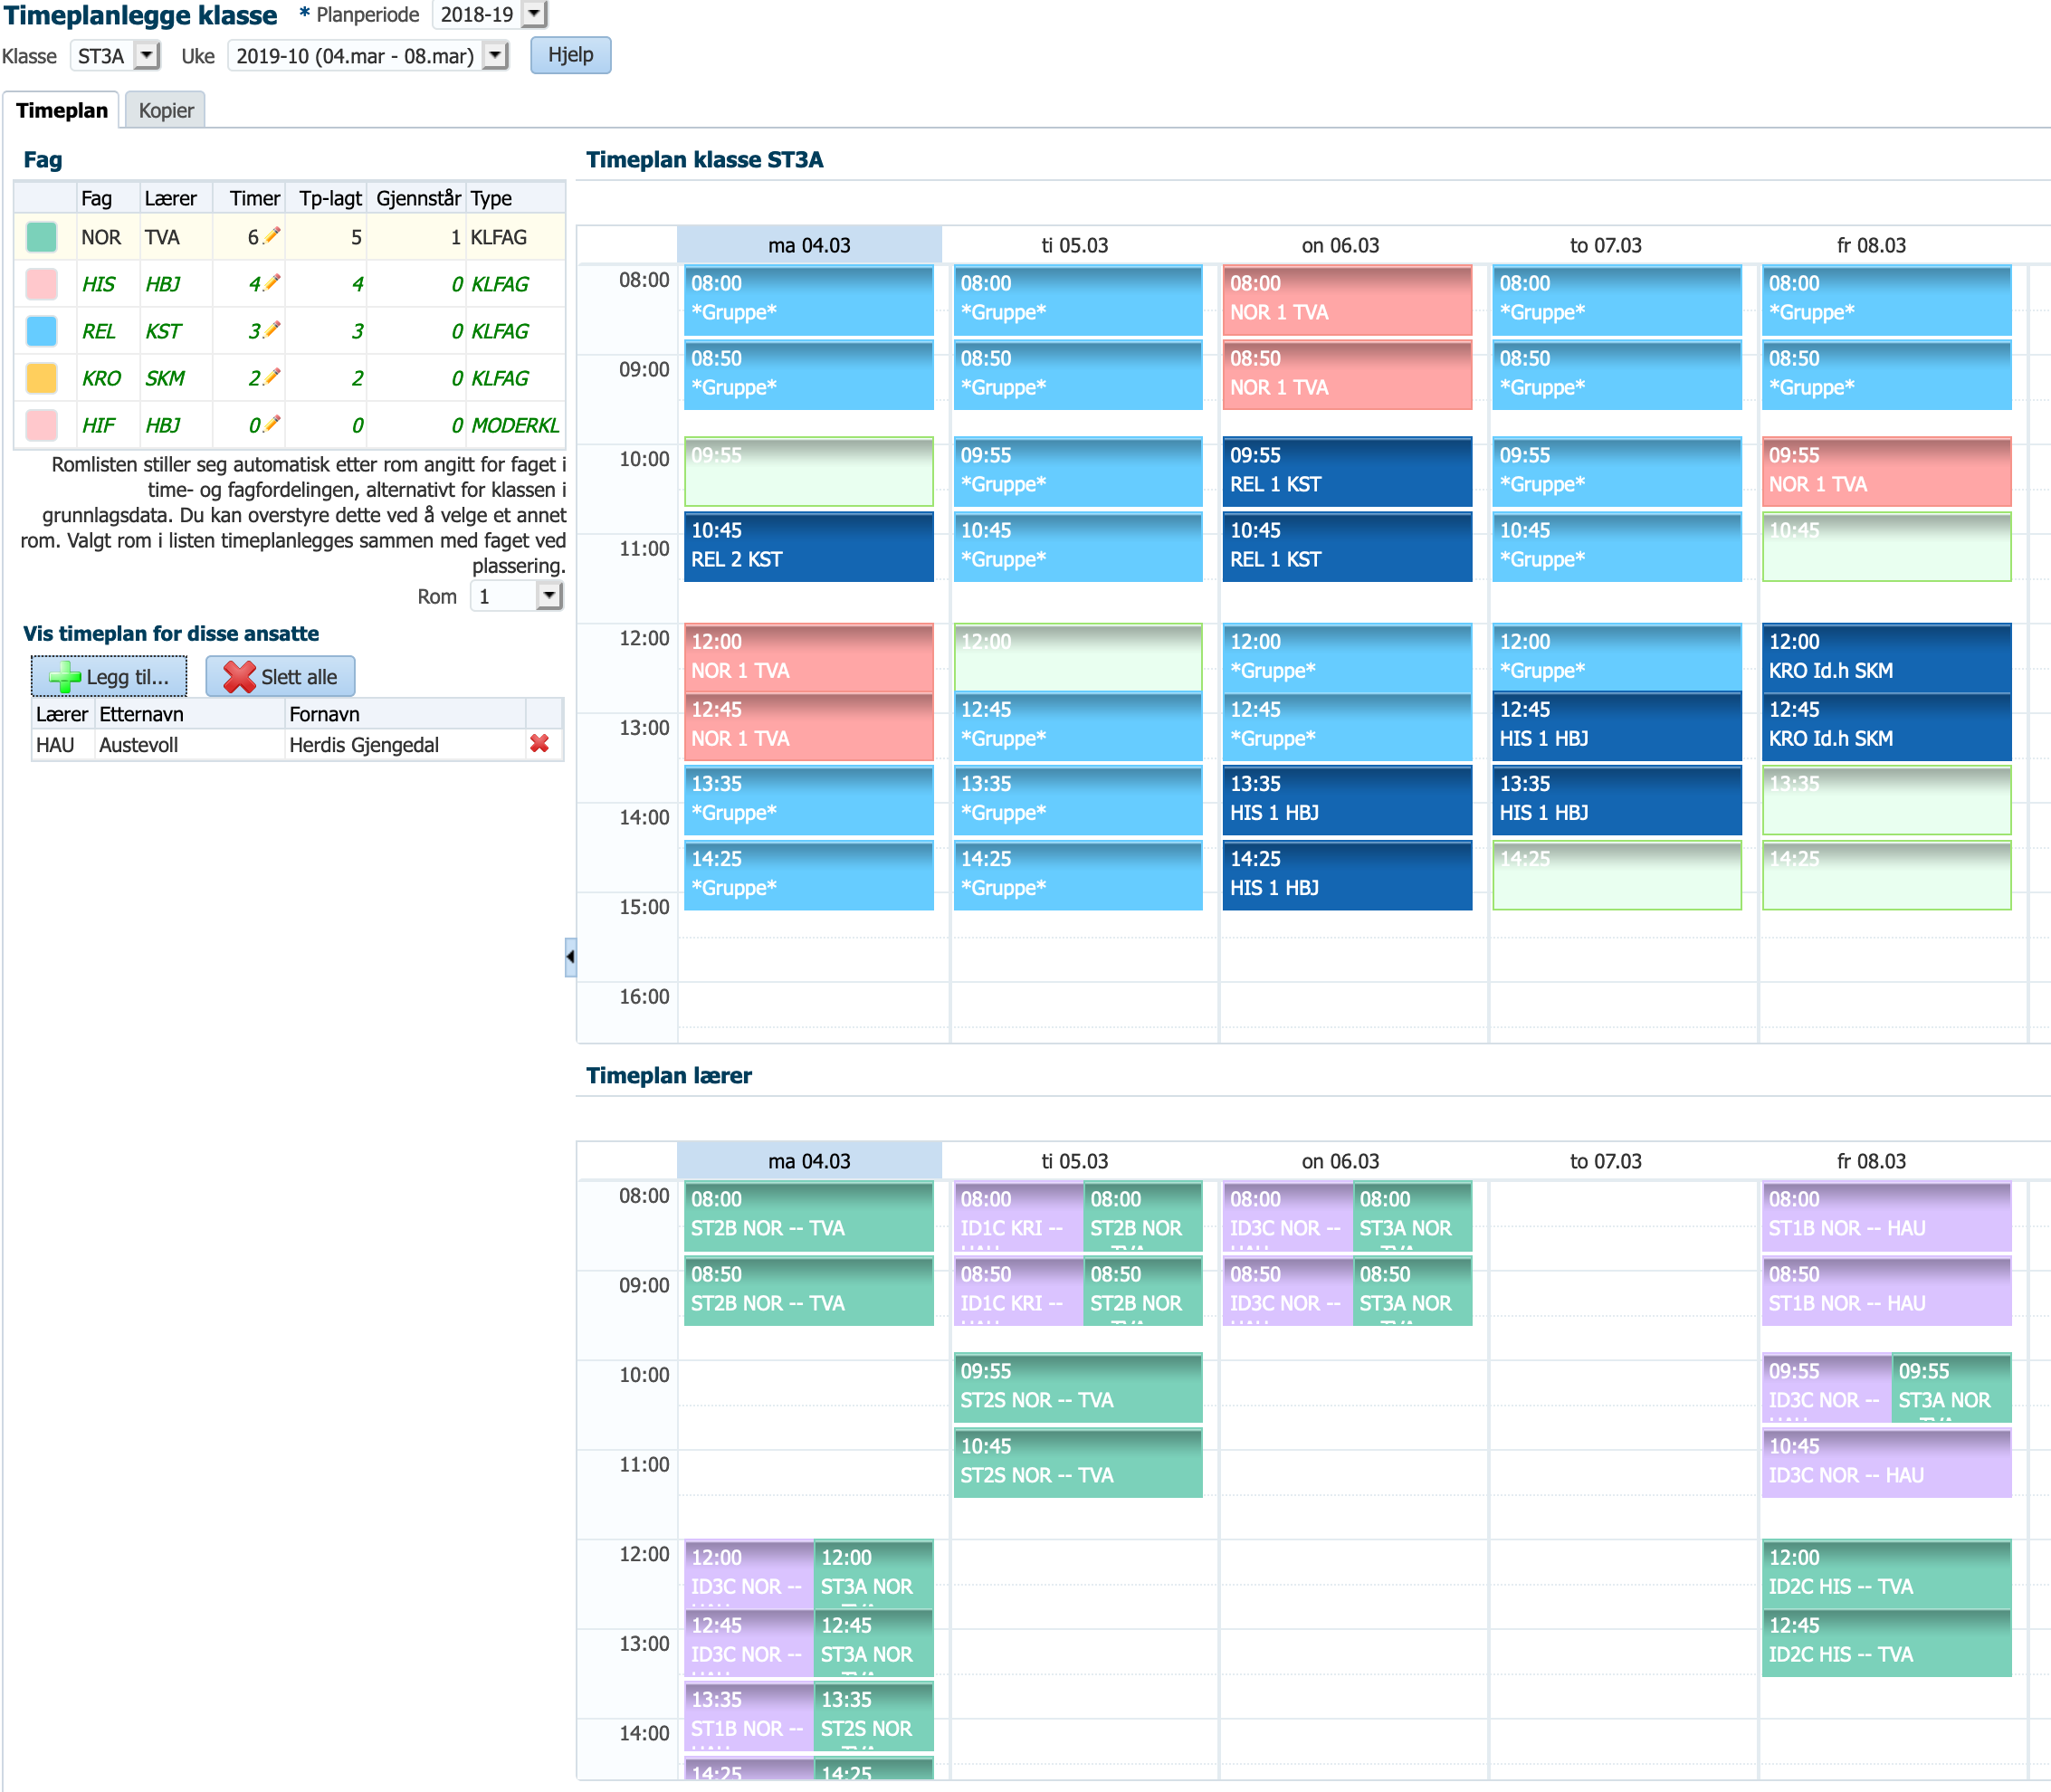 Timeplanlegge klasse * Planperiode 2018-19
Klasse ST3A Uke 2019-10 (04.mar - 08.mar) Hjelp
Timeplan Kopier
Fag
Fag Lærer Timer Tp-lagt Gjennstår Type
NOR TVA 6 5 1 KLFAG
HIS HBJ 4 4 0 KLFAG
REL KST 3 3 0 KLFAG
KRO SKM 2 2 0 KLFAG
HIF HBJ 0 0 0 MODERKL
Romlisten stiller seg automatisk etter rom angitt for faget i
time- og fagfordelingen, alternativt for klassen i
grunnlagsdata. Du kan overstyre dette ved å velge et annet
rom. Valgt rom i listen timeplanlegges sammen med faget ved
plassering.
Rom 1
Vis timeplan for disse ansatte
Legg til... Slett alle
Lærer Etternavn Fornavn
HAU Austevoll Herdis Gjengedal
Timeplan klasse ST3A
ma 04.03 ti 05.03 on 06.03 to 07.03 fr 08.03
08:00
08:00 08:00 08:00 08:00 08:00
*Gruppe* *Gruppe* NOR 1 TVA *Gruppe* *Gruppe*
08:50 08:50 08:50 08:50 08:50
09:00
*Gruppe* *Gruppe* NOR 1 TVA *Gruppe* *Gruppe*
09:55 09:55 09:55 09:55 09:55
10:00
*Gruppe* REL 1 KST *Gruppe* NOR 1 TVA
10:45 10:45 10:45 10:45 10:45
11:00
REL 2 KST *Gruppe* REL 1 KST *Gruppe*
12:00
12:00 12:00 12:00 12:00 12:00
NOR 1 TVA *Gruppe* *Gruppe* KRO Id.h SKM
12:45 12:45 12:45 12:45 12:45
13:00
NOR 1 TVA *Gruppe* *Gruppe* HIS 1 HBJ KRO Id.h SKM
13:35 13:35 13:35 13:35 13:35
14:00
*Gruppe* *Gruppe* HIS 1 HBJ HIS 1 HBJ
14:25 14:25 14:25 14:25 14:25
*Gruppe* *Gruppe* HIS 1 HBJ
15:00
16:00
Timeplan lærer
ma 04.03 ti 05.03 on 06.03 to 07.03 fr 08.03
08:00
08:00 08:00 08:00 08:00 08:00 08:00
ST2B NOR -- TVA ID1C KRI -- ST2B NOR ID3C NOR -- ST3A NOR ST1B NOR -- HAU
08:50 08:50 08:50 08:50 08:50 08:50
09:00
ST2B NOR -- TVA ID1C KRI -- ST2B NOR ID3C NOR -- ST3A NOR ST1B NOR -- HAU
09:55 09:55 09:55
10:00
ST2S NOR -- TVA ID3C NOR -- ST3A NOR
10:45 10:45
11:00
ST2S NOR -- TVA ID3C NOR -- HAU
12:00
12:00 12:00 12:00
ID3C NOR -- ST3A NOR ID2C HIS -- TVA
12:45 12:45 12:45
13:00
ID3C NOR -- ST3A NOR ID2C HIS -- TVA
13:35 13:35
14:00
ST1B NOR -- ST2S NOR
14:25 14:25